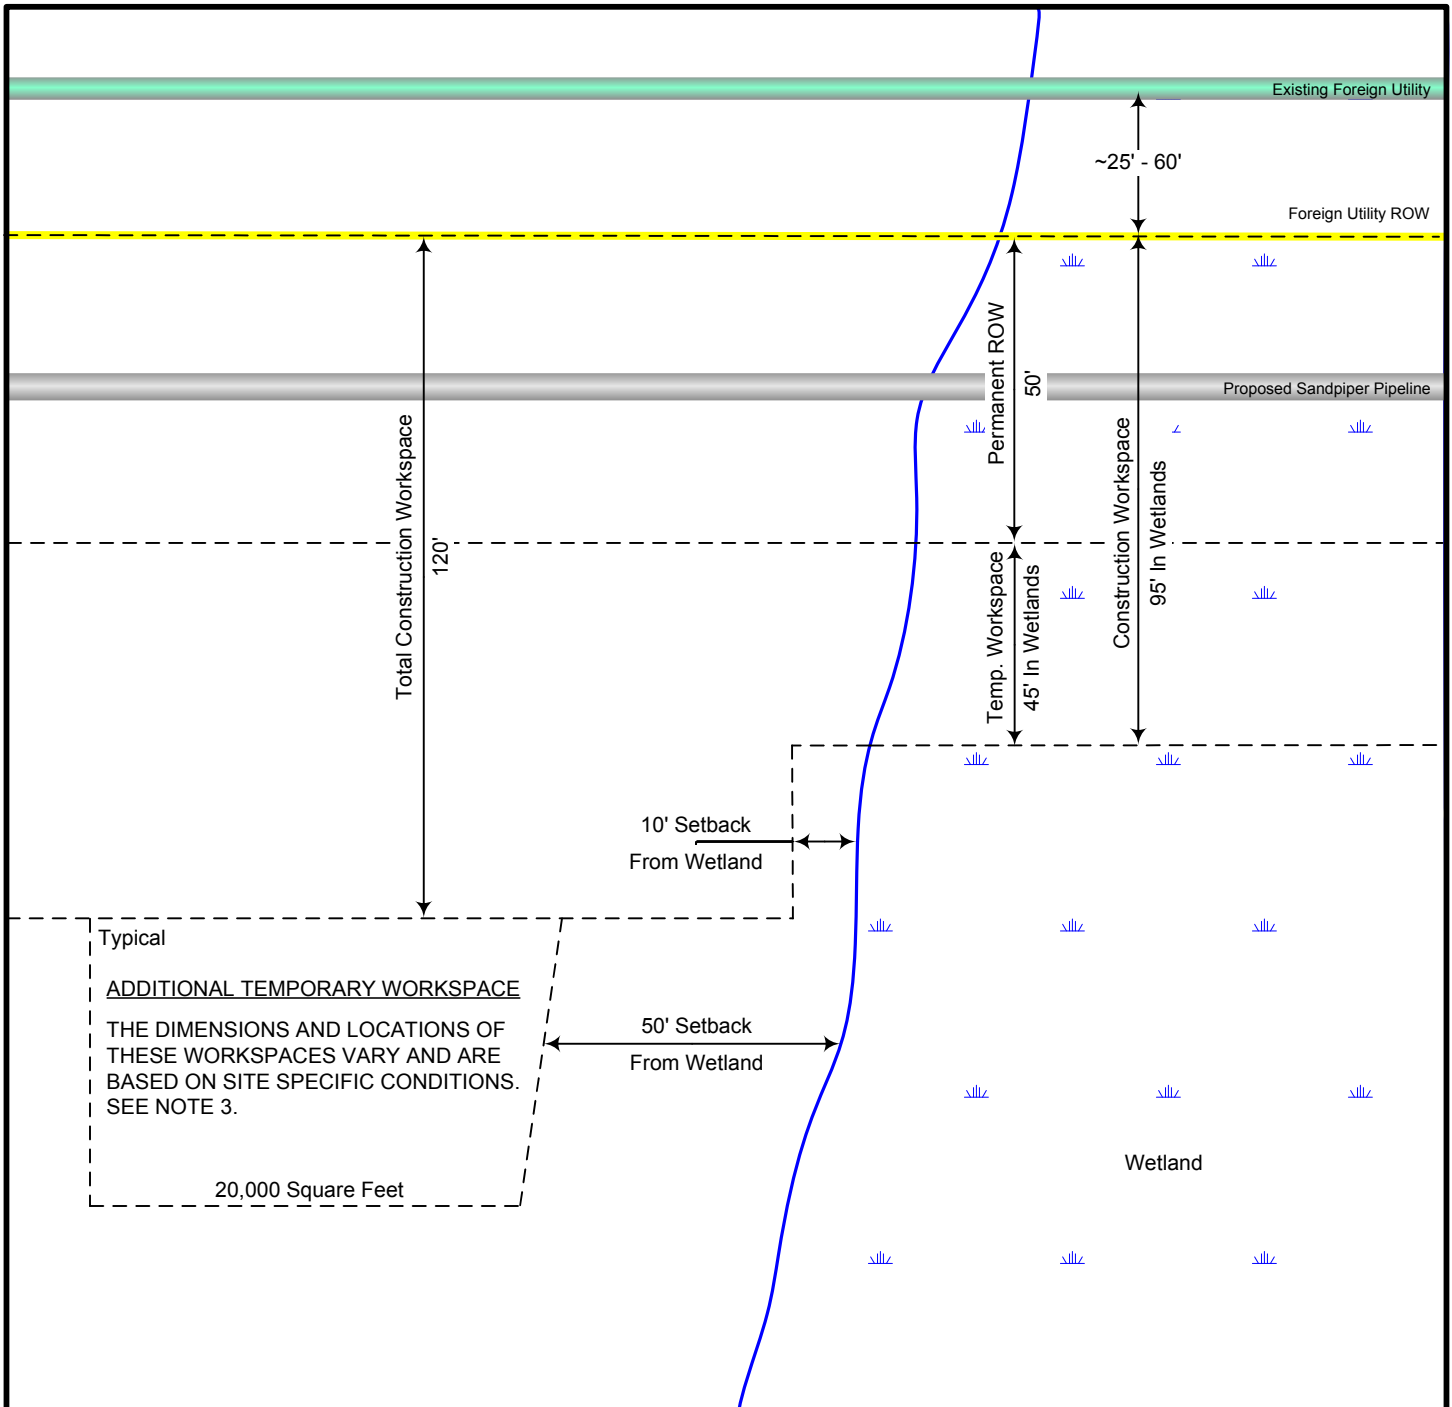 Existing Foreign Utility
~25' - 60'
Foreign Utility ROW
Proposed Sandpiper Pipeline
Permanent ROW
50'
Total Construction Workspace
120'
Construction Workspace
95' In Wetlands
Temp. Workspace
45' In Wetlands
10' Setback
From Wetland
Typical
ADDITIONAL TEMPORARY WORKSPACE
THE DIMENSIONS AND LOCATIONS OF
THESE WORKSPACES VARY AND ARE
BASED ON SITE SPECIFIC CONDITIONS.
SEE NOTE 3.
20,000 Square Feet
50' Setback
From Wetland
Wetland